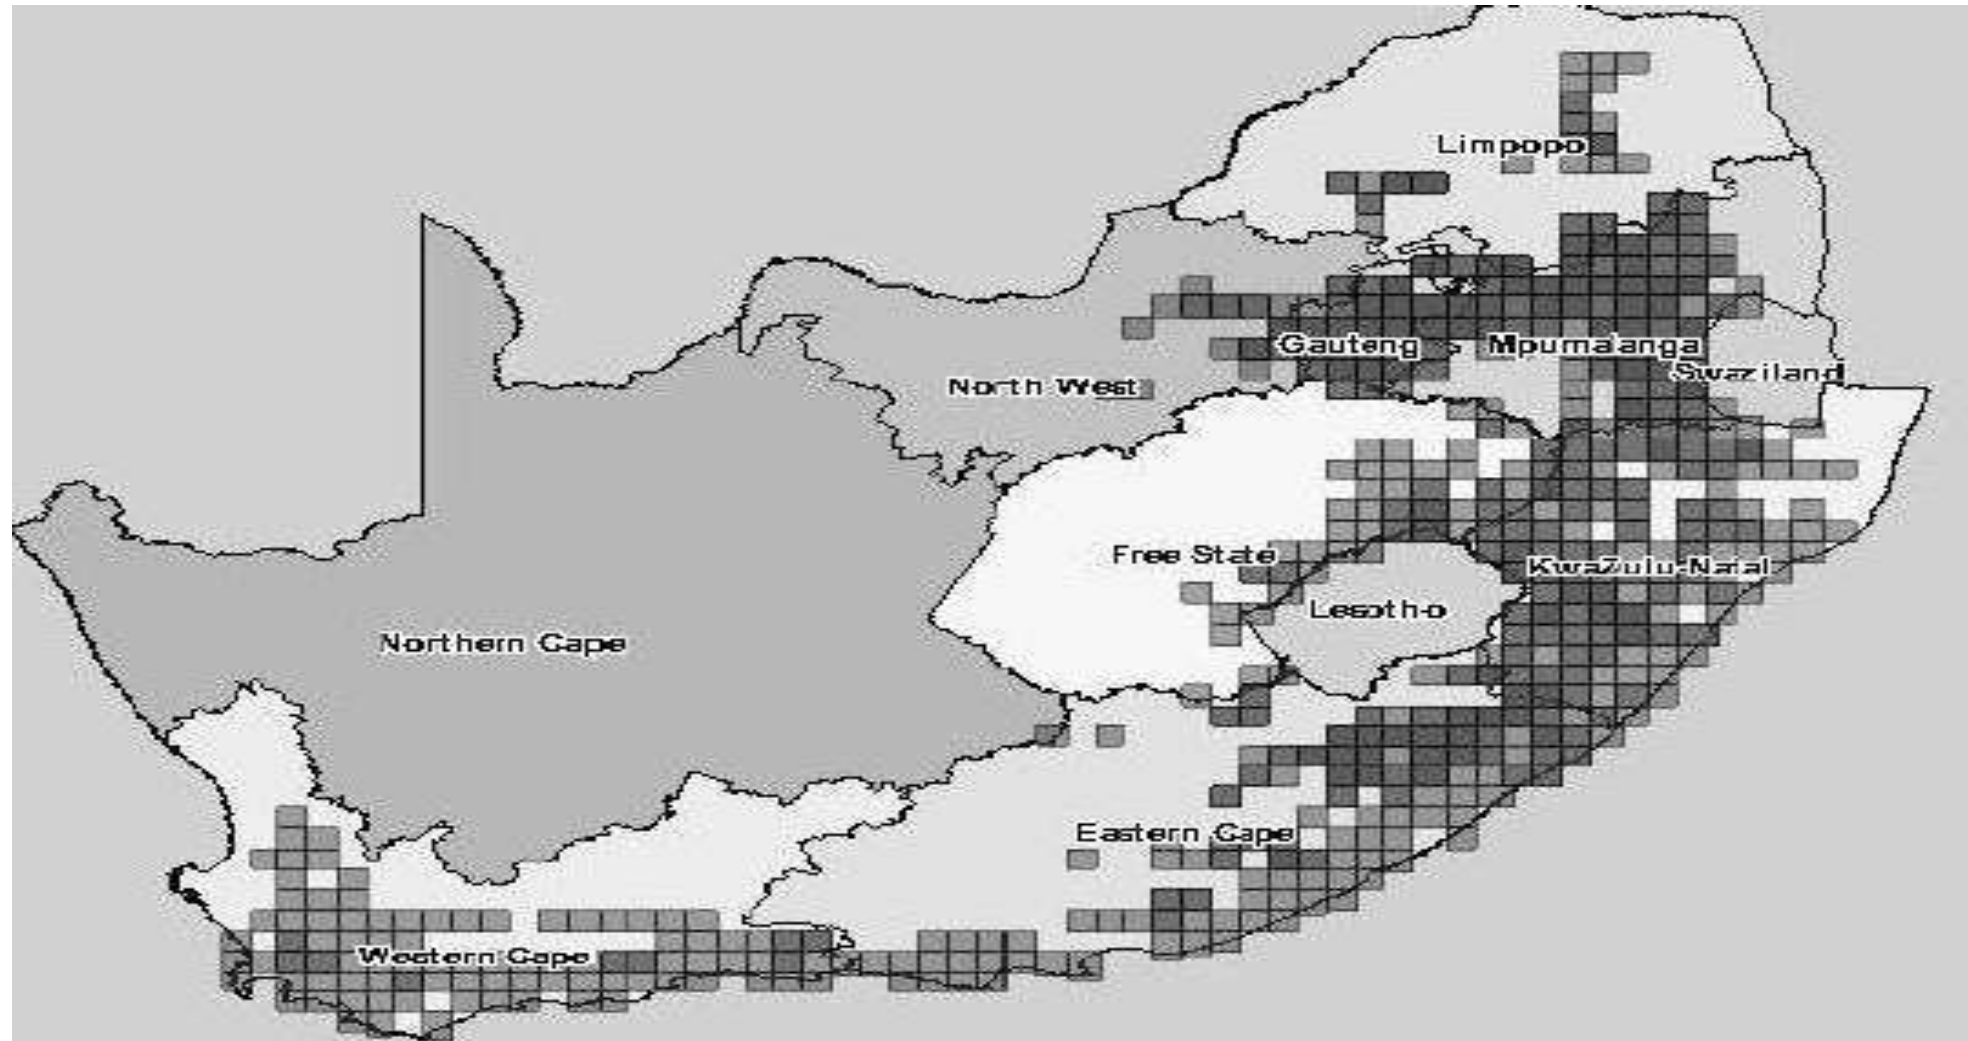 Limpopo
Gauteng
Mpumalanga
Swaziland
North West
Free State
KwaZulu-Natal
Lesotho
Northern Cape
Eastern Cape
Western Cape